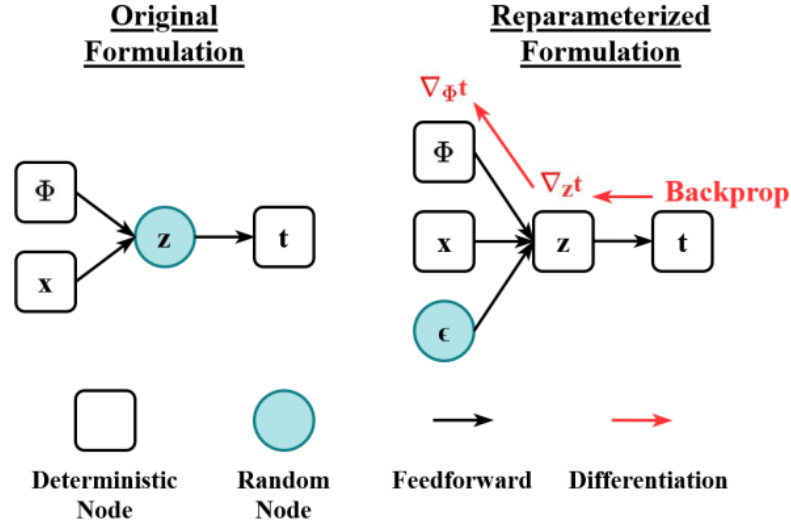 Original
Formulation
Reparameterized
Formulation
∇Φt
Φ
Φ
∇zt
Backprop
z
t
x
x
z
t
ϵ
Deterministic
Node
Random
Node
Feedforward
Differentiation